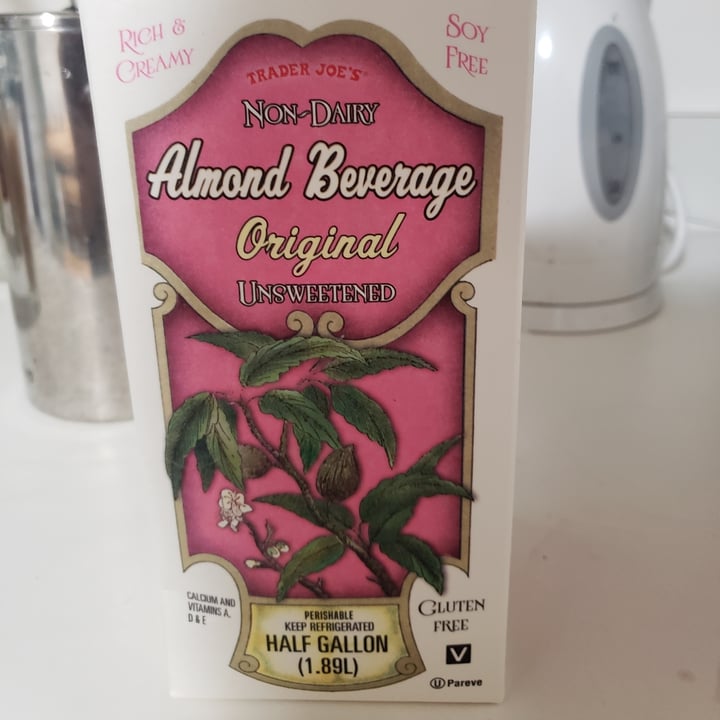 RICH &
CREAMY
SOY
FREE
TRADER JOE'S®
NON-DAIRY
Almond Beverage
Original
UNSWEETENED
CALCIUM AND
VITAMINS A,
D & E
PERISHABLE
KEEP REFRIGERATED
HALF GALLON
(1.89L)
GLUTEN
FREE
V
U Pareve